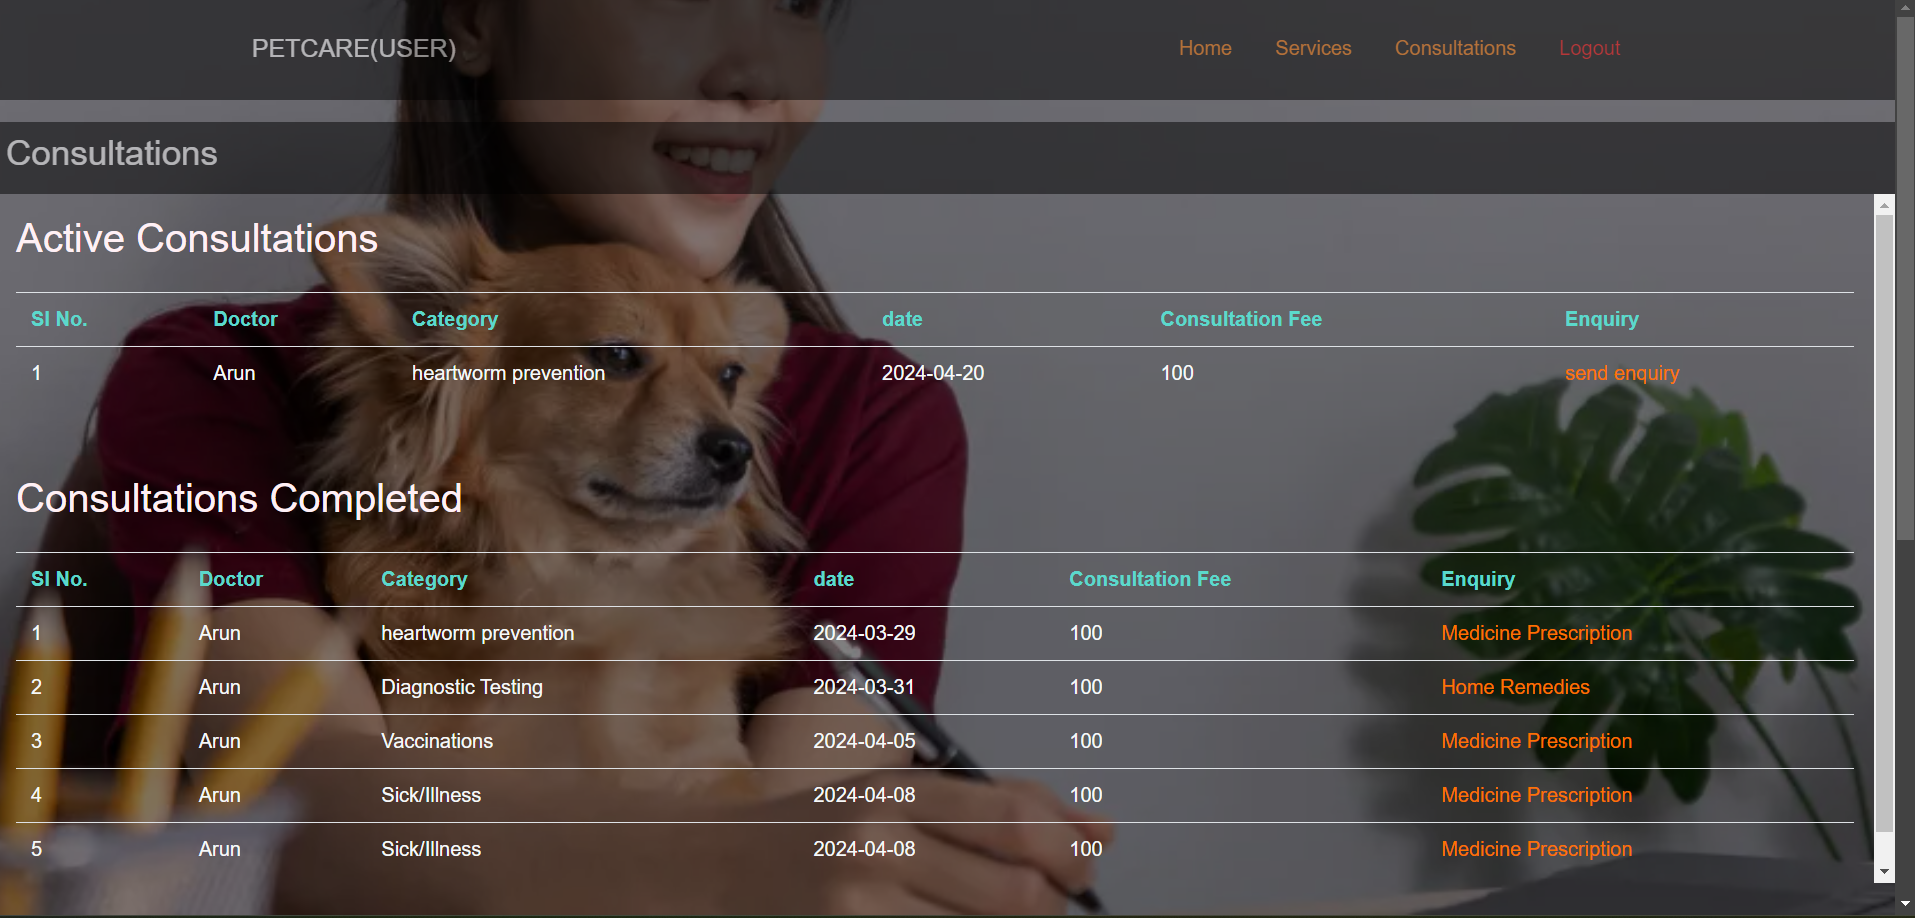 PETCARE(USER) Home Services Consultations Logout
Consultations
Active Consultations
SI No. Doctor Category date Consultation Fee Enquiry
1 Arun heartworm prevention 2024-04-20 100 send enquiry
Consultations Completed
SI No. Doctor Category date Consultation Fee Enquiry
1 Arun heartworm prevention 2024-03-29 100 Medicine Prescription
2 Arun Diagnostic Testing 2024-03-31 100 Home Remedies
3 Arun Vaccinations 2024-04-05 100 Medicine Prescription
4 Arun Sick/Illness 2024-04-08 100 Medicine Prescription
5 Arun Sick/Illness 2024-04-08 100 Medicine Prescription